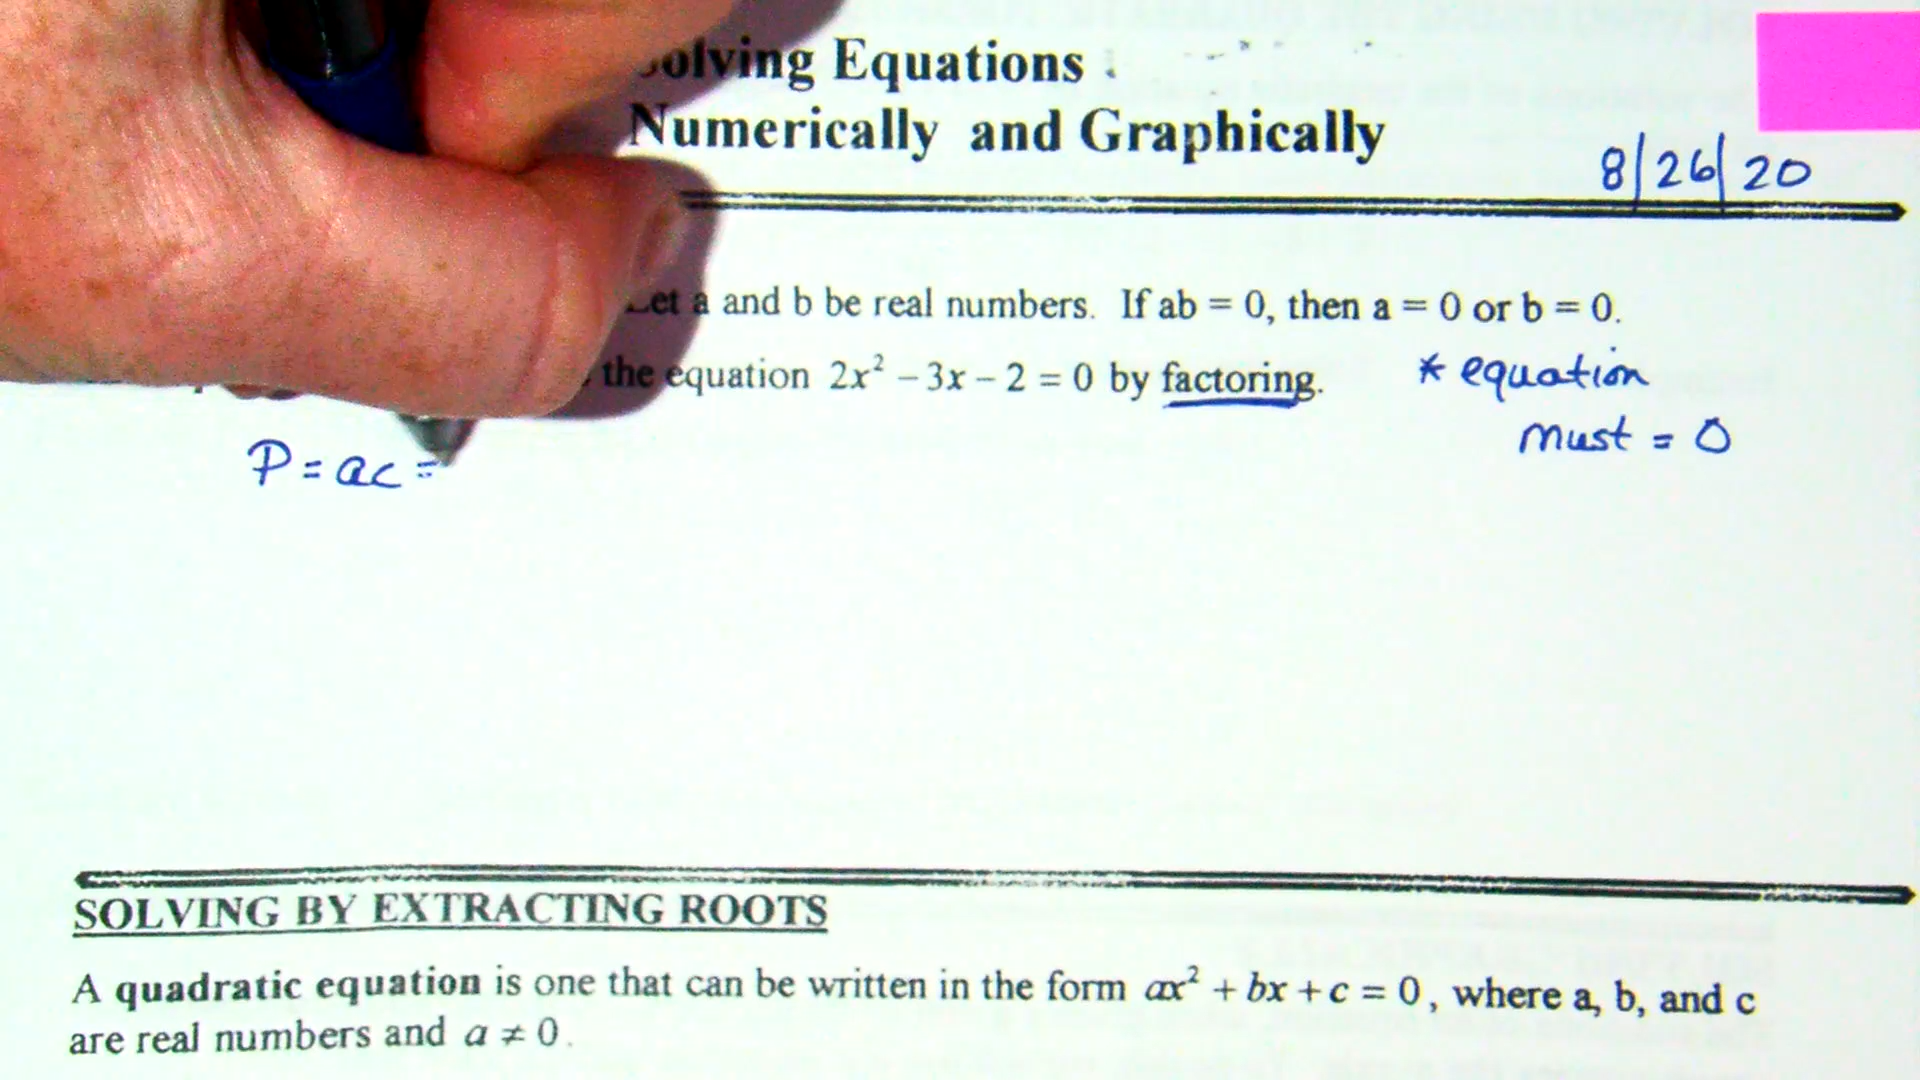 Solving Equations
Numerically and Graphically
8/26/20
Let a and b be real numbers. If ab = 0, then a = 0 or b = 0.
the equation 2x² – 3x – 2 = 0 by factoring.
* equation
must = 0
P = ac =
SOLVING BY EXTRACTING ROOTS
A quadratic equation is one that can be written in the form ax² + bx + c = 0, where a, b, and c
are real numbers and a ≠ 0.